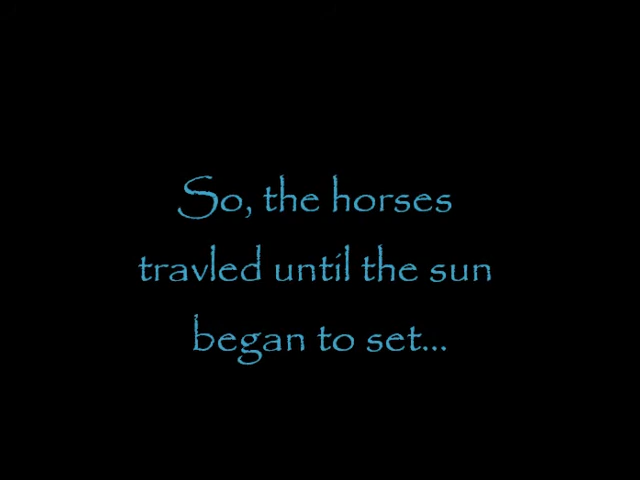 So, the horses
travled until the sun
began to set...